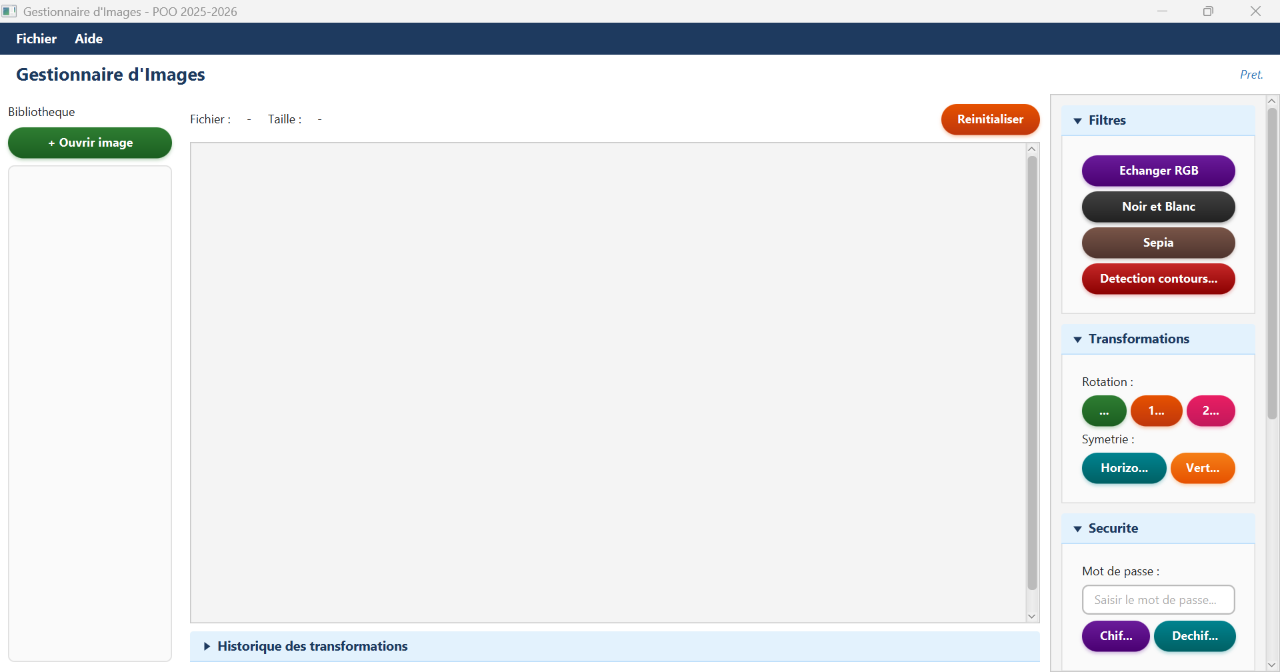 Gestionnaire d'Images - POO 2025-2026
Fichier Aide
Gestionnaire d'Images
Pret.
Bibliotheque
+ Ouvrir image
Fichier : - Taille : -
Reinitialiser
Historique des transformations
Filtres
Echanger RGB
Noir et Blanc
Sepia
Detection contours...
Transformations
Rotation :
... 1... 2...
Symetrie :
Horizo... Vert...
Securite
Mot de passe :
Saisir le mot de passe...
Chif... Dechif...